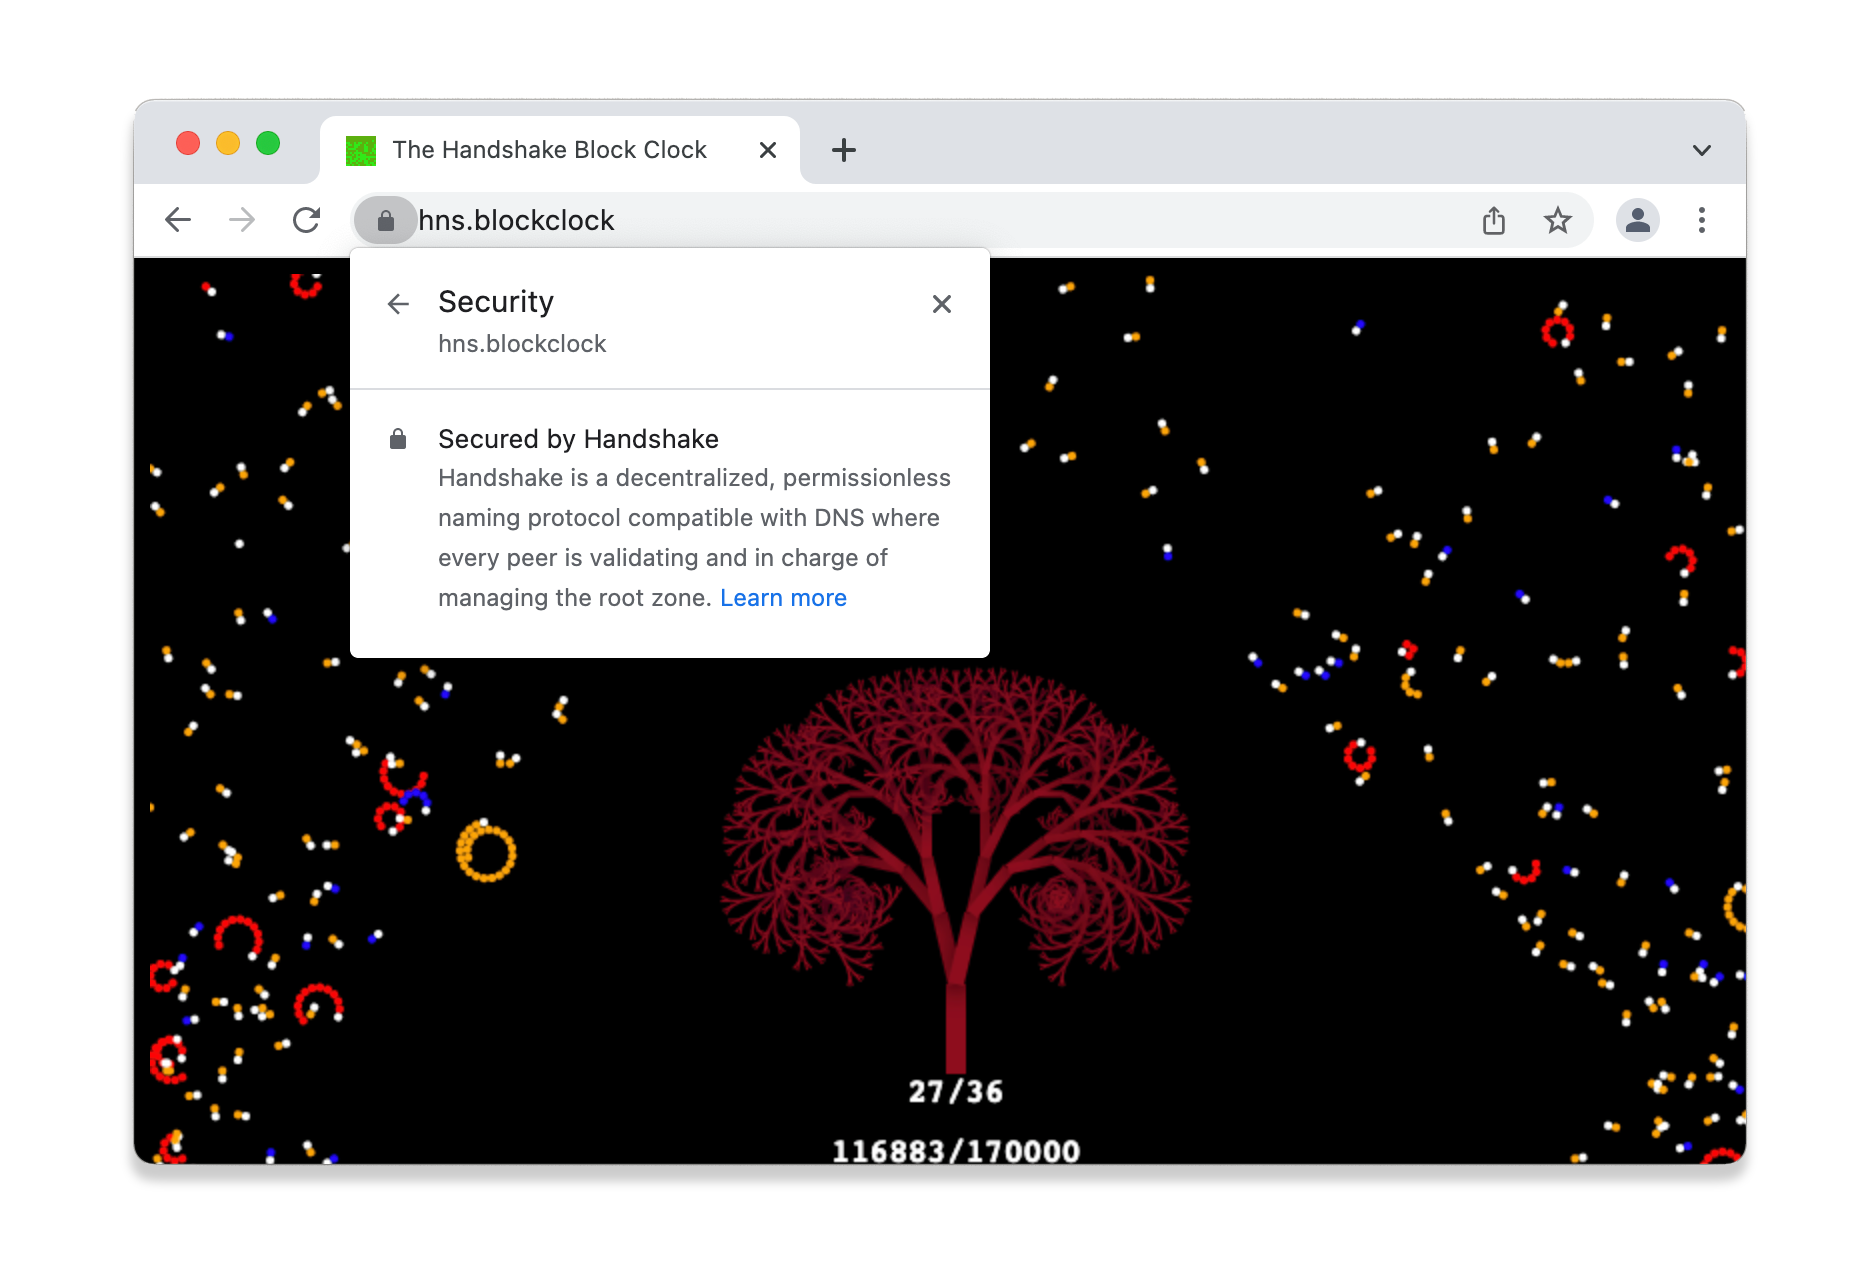 The Handshake Block Clock
hns.blockclock
Security
hns.blockclock
Secured by Handshake
Handshake is a decentralized, permissionless
naming protocol compatible with DNS where
every peer is validating and in charge of
managing the root zone. Learn more
27/36
116883/170000